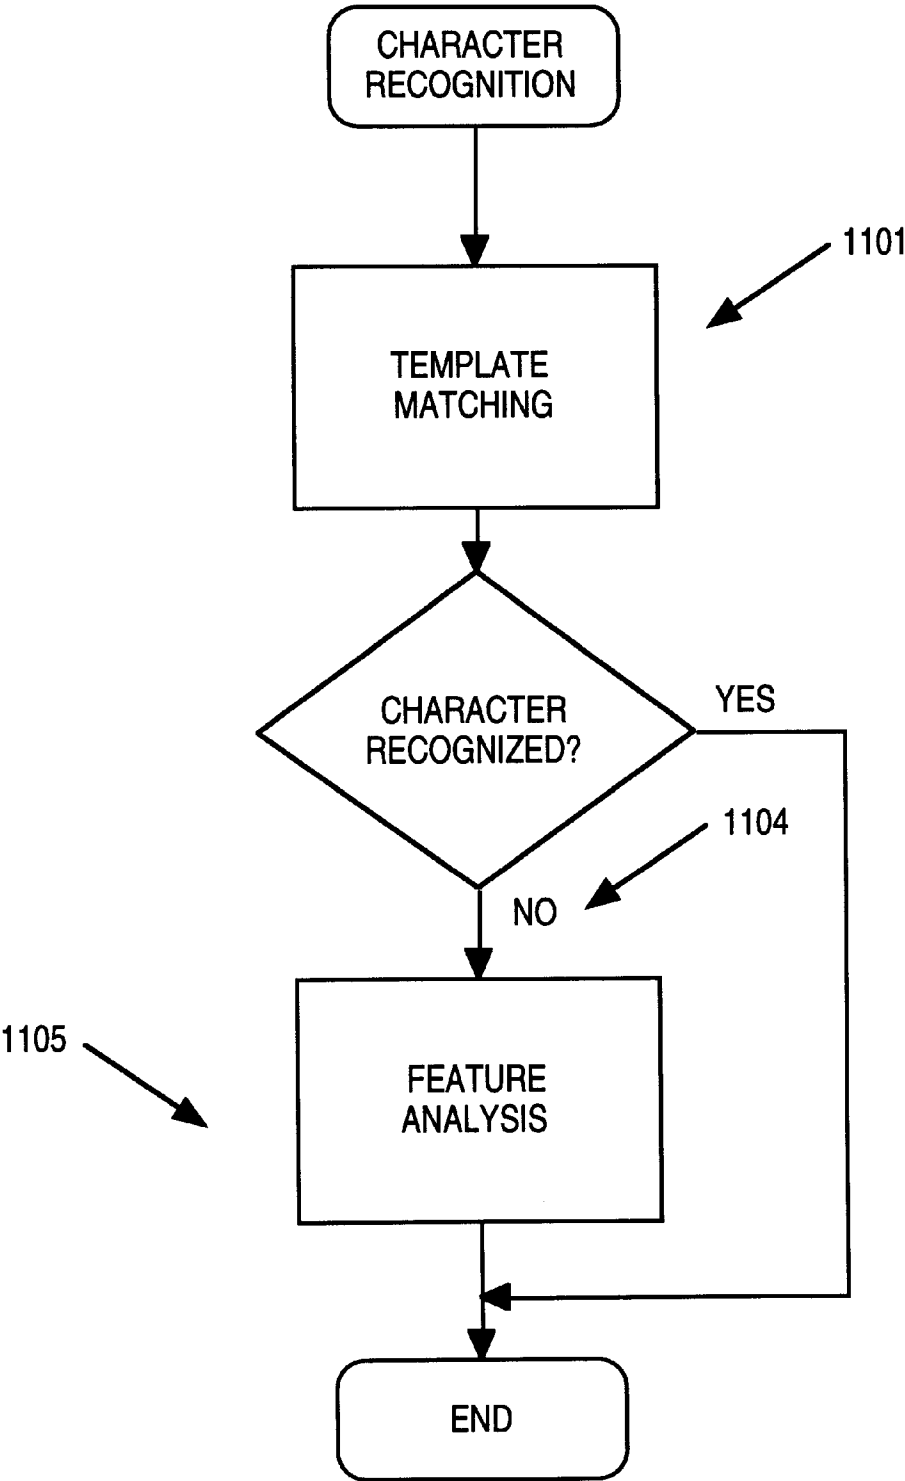 CHARACTER
RECOGNITION
1101
TEMPLATE
MATCHING
CHARACTER
RECOGNIZED?
YES
1104
NO
1105
FEATURE
ANALYSIS
END